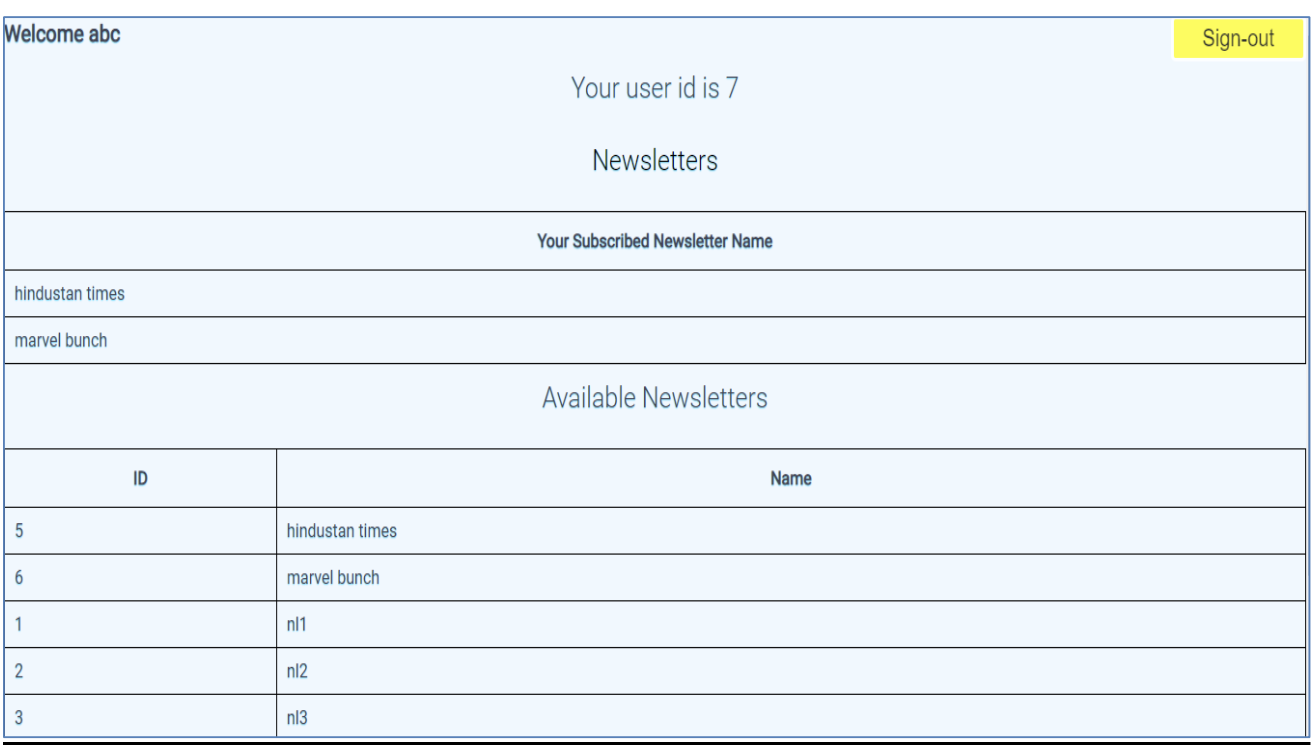 Welcome abc
Sign-out
Your user id is 7
Newsletters
Your Subscribed Newsletter Name
hindustan times
marvel bunch
Available Newsletters
ID Name
5 hindustan times
6 marvel bunch
1 nl1
2 nl2
3 nl3